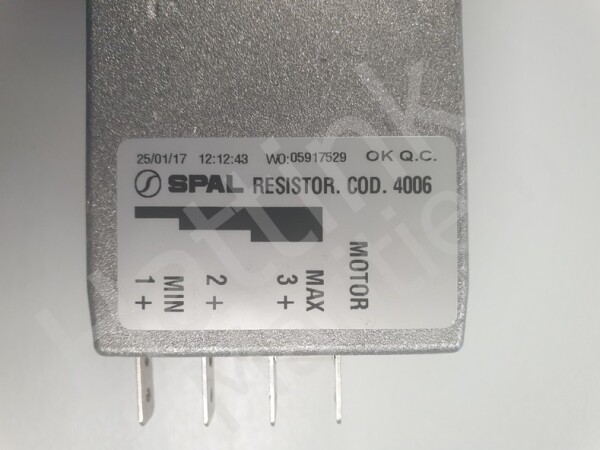 25/01/17 12:12:43 WO:05917529 OK Q.C.
SPAL RESISTOR. COD. 4006
1 + MIN
2 +
3 + MAX
MOTOR